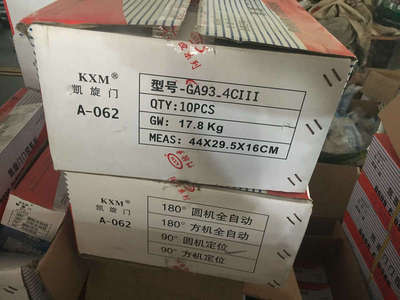 KXM®
凯旋门
A-062
型号-GA93-4CIII
QTY:10PCS
GW: 17.8 Kg
MEAS: 44X29.5X16CM
KXM®
凯旋门
A-062
180° 圆机全自动
180° 方机全自动
90° 圆机定位
90° 方机定位